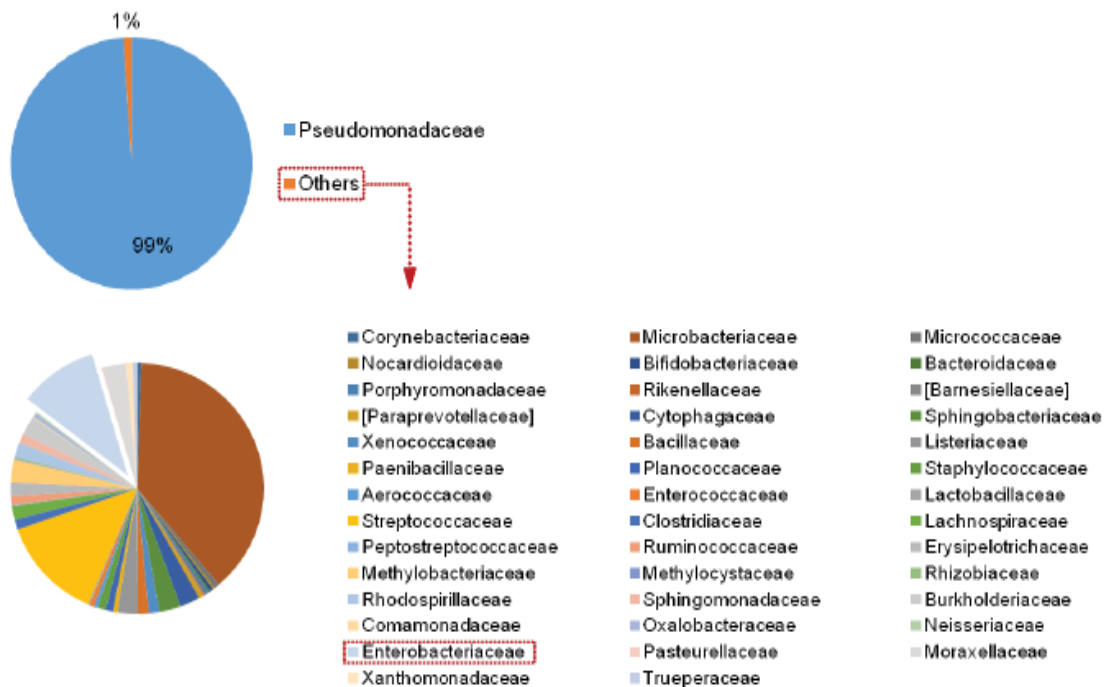 1%
Pseudomonadaceae
Others
99%
Corynebacteriaceae Microbacteriaceae Micrococcaceae
Nocardioidaceae Bifidobacteriaceae Bacteroidaceae
Porphyromonadaceae Rikenellaceae [Barnesiellaceae]
[Paraprevotellaceae] Cytophagaceae Sphingobacteriaceae
Xenococcaceae Bacillaceae Listeriaceae
Paenibacillaceae Planococcaceae Staphylococcaceae
Aerococcaceae Enterococcaceae Lactobacillaceae
Streptococcaceae Clostridiaceae Lachnospiraceae
Peptostreptococcaceae Ruminococcaceae Erysipelotrichaceae
Methylobacteriaceae Methylocystaceae Rhizobiaceae
Rhodospirillaceae Sphingomonadaceae Burkholderiaceae
Comamonadaceae Oxalobacteraceae Neisseriaceae
Enterobacteriaceae Pasteurellaceae Moraxellaceae
Xanthomonadaceae Trueperaceae